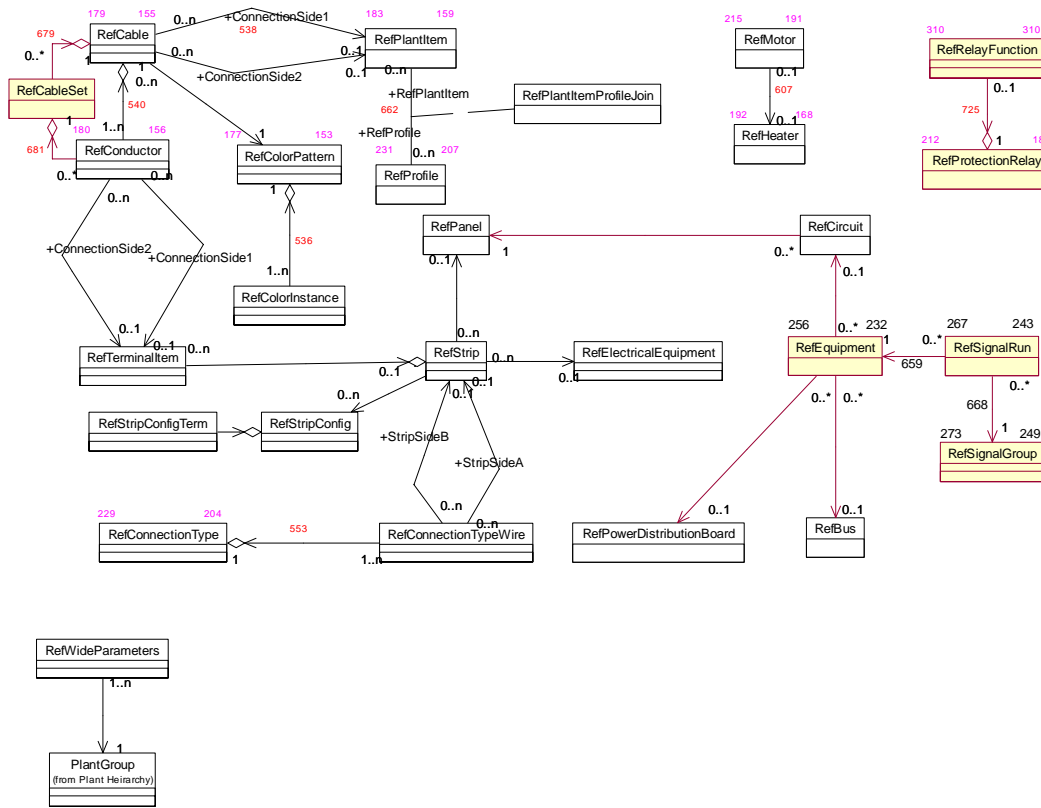 179
155
RefCable
679
0..*
1
1
0..n
0..n
+ConnectionSide1
538
0..n
+ConnectionSide2
0..1
0..1
183
159
RefPlantItem
0..n
+RefPlantItem
662
+RefProfile
0..n
RefPlantItemProfileJoin
231
207
RefProfile
215
191
RefMotor
0..1
607
0..1
192
168
RefHeater
310
310
RefRelayFunction
0..*
725
1
212
18
RefProtectionRelay
RefCableSet
1
681
540
1..n
180
156
RefConductor
0..*
0..n
0..n
177
153
1
RefColorPattern
1
536
1..n
RefColorInstance
+ConnectionSide2
+ConnectionSide1
0..1
0..1
RefTerminalItem
0..n
0..1
RefPanel
0..1
1
RefCircuit
0..*
0..1
0..n
RefStrip
0..n
0..1
0..1
0..n
RefElectricalEquipment
0..1
256
232
0..*
RefEquipment
1
659
0..*
0..*
267
243
0..*
RefSignalRun
0..*
668
1
273
249
RefSignalGroup
RefStripConfigTerm
RefStripConfig
+StripSideB
+StripSideA
0..n
0..n
229
204
RefConnectionType
1
553
1..n
RefConnectionTypeWire
0..1
RefPowerDistributionBoard
0..1
RefBus
RefWideParameters
1..n
1
PlantGroup
(from Plant Heirarchy)